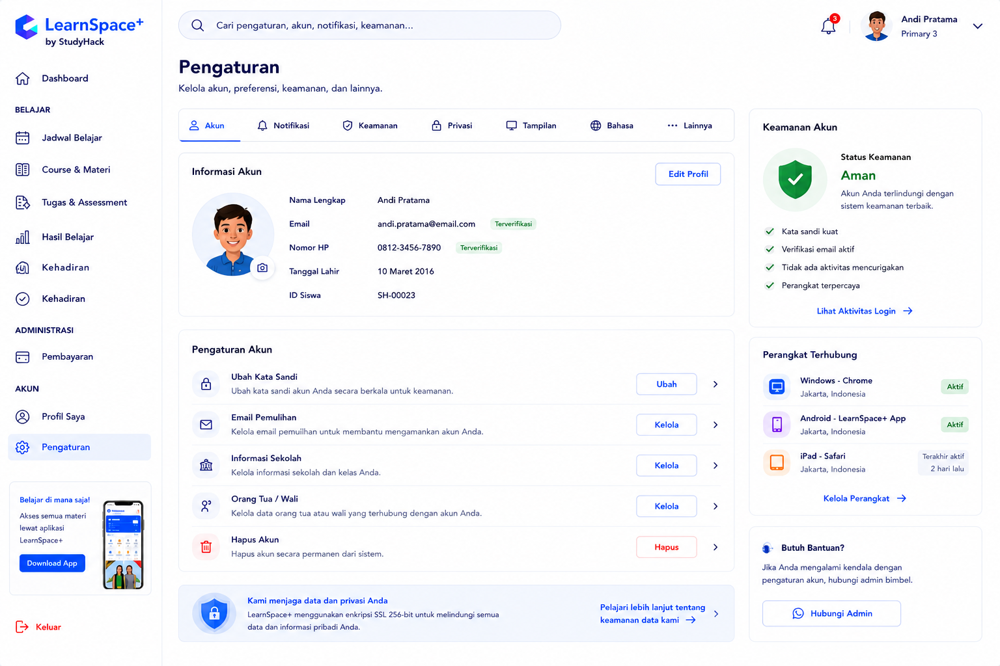 LearnSpace+
by StudyHack
Dashboard
BELAJAR
Jadwal Belajar
Course & Materi
Tugas & Assessment
Hasil Belajar
Kehadiran
Kehadiran
ADMINISTRASI
Pembayaran
AKUN
Profil Saya
Pengaturan
Belajar di mana saja!
Akses semua materi
lewat aplikasi
LearnSpace+
Download App
Keluar
Cari pengaturan, akun, notifikasi, keamanan...
3
Andi Pratama
Primary 3
Pengaturan
Kelola akun, preferensi, keamanan, dan lainnya.
Akun
Notifikasi
Keamanan
Privasi
Tampilan
Bahasa
Lainnya
Informasi Akun
Edit Profil
Nama Lengkap Andi Pratama
Email andi.pratama@email.com Terverifikasi
Nomor HP 0812-3456-7890 Terverifikasi
Tanggal Lahir 10 Maret 2016
ID Siswa SH-00023
Pengaturan Akun
Ubah Kata Sandi
Ubah kata sandi akun Anda secara berkala untuk keamanan.
Ubah
Email Pemulihan
Kelola email pemuilhan untuk membantu mengamankan akun Anda.
Kelola
Informasi Sekolah
Kelola informasi sekolah dan kelas Anda.
Kelola
Orang Tua / Wali
Kelola data orang tua atau wali yang terhubung dengan akun Anda.
Kelola
Hapus Akun
Hapus akun secara permanen dari sistem.
Hapus
Kami menjaga data dan privasi Anda
LearnSpace+ menggunakan enkripsi SSL 256-bit untuk melindungi semua
data dan informasi pribadi Anda.
Pelajari lebih lanjut tentang
keamanan data kami
Keamanan Akun
Status Keamanan
Aman
Akun Anda terlindungi dengan
sistem keamanan terbaik.
Kata sandi kuat
Verifikasi email aktif
Tidak ada aktivitas mencurigakan
Perangkat terpercaya
Lihat Aktivitas Login
Perangkat Terhubung
Windows - Chrome
Jakarta, Indonesia
Aktif
Android - LearnSpace+ App
Jakarta, Indonesia
Aktif
iPad - Safari
Jakarta, Indonesia
Terakhir aktif
2 hari lalu
Kelola Perangkat
Butuh Bantuan?
Jika Anda mengalami kendala dengan
pengaturan akun, hubungi admin bimbel.
Hubungi Admin